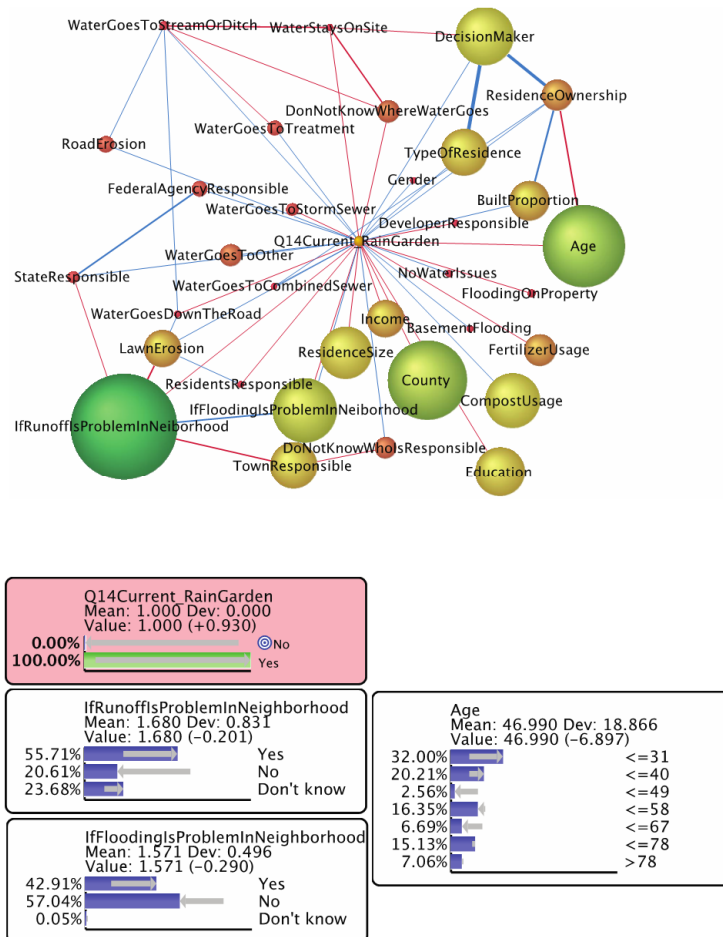 WaterGoesToStreamOrDitch
WaterStaysOnSite
DecisionMaker
ResidenceOwnership
DonNotKnowWhereWaterGoes
WaterGoesToTreatment
RoadErosion
TypeOfResidence
Gender
FederalAgencyResponsible
BuiltProportion
WaterGoesToStormSewer
DeveloperResponsible
Q14Current_RainGarden
Age
WaterGoesToOther
NoWaterIssues
StateResponsible
WaterGoesToCombinedSewer
FloodingOnProperty
WaterGoesDownTheRoad
Income
BasementFlooding
LawnErosion
ResidenceSize
FertilizerUsage
County
ResidentsResponsible
CompostUsage
IfFloodingIsProblemInNeiborhood
IfRunoffIsProblemInNeiborhood
DoNotKnowWhoIsResponsible
TownResponsible
Education
Q14Current_RainGarden
Mean: 1.000 Dev: 0.000
Value: 1.000 (+0.930)
0.00% No
100.00% Yes
IfRunoffIsProblemInNeighborhood
Mean: 1.680 Dev: 0.831
Value: 1.680 (-0.201)
55.71% Yes
20.61% No
23.68% Don't know
IfFloodingIsProblemInNeighborhood
Mean: 1.571 Dev: 0.496
Value: 1.571 (-0.290)
42.91% Yes
57.04% No
0.05% Don't know
Age
Mean: 46.990 Dev: 18.866
Value: 46.990 (-6.897)
32.00% <=31
20.21% <=40
2.56% <=49
16.35% <=58
6.69% <=67
15.13% <=78
7.06% >78